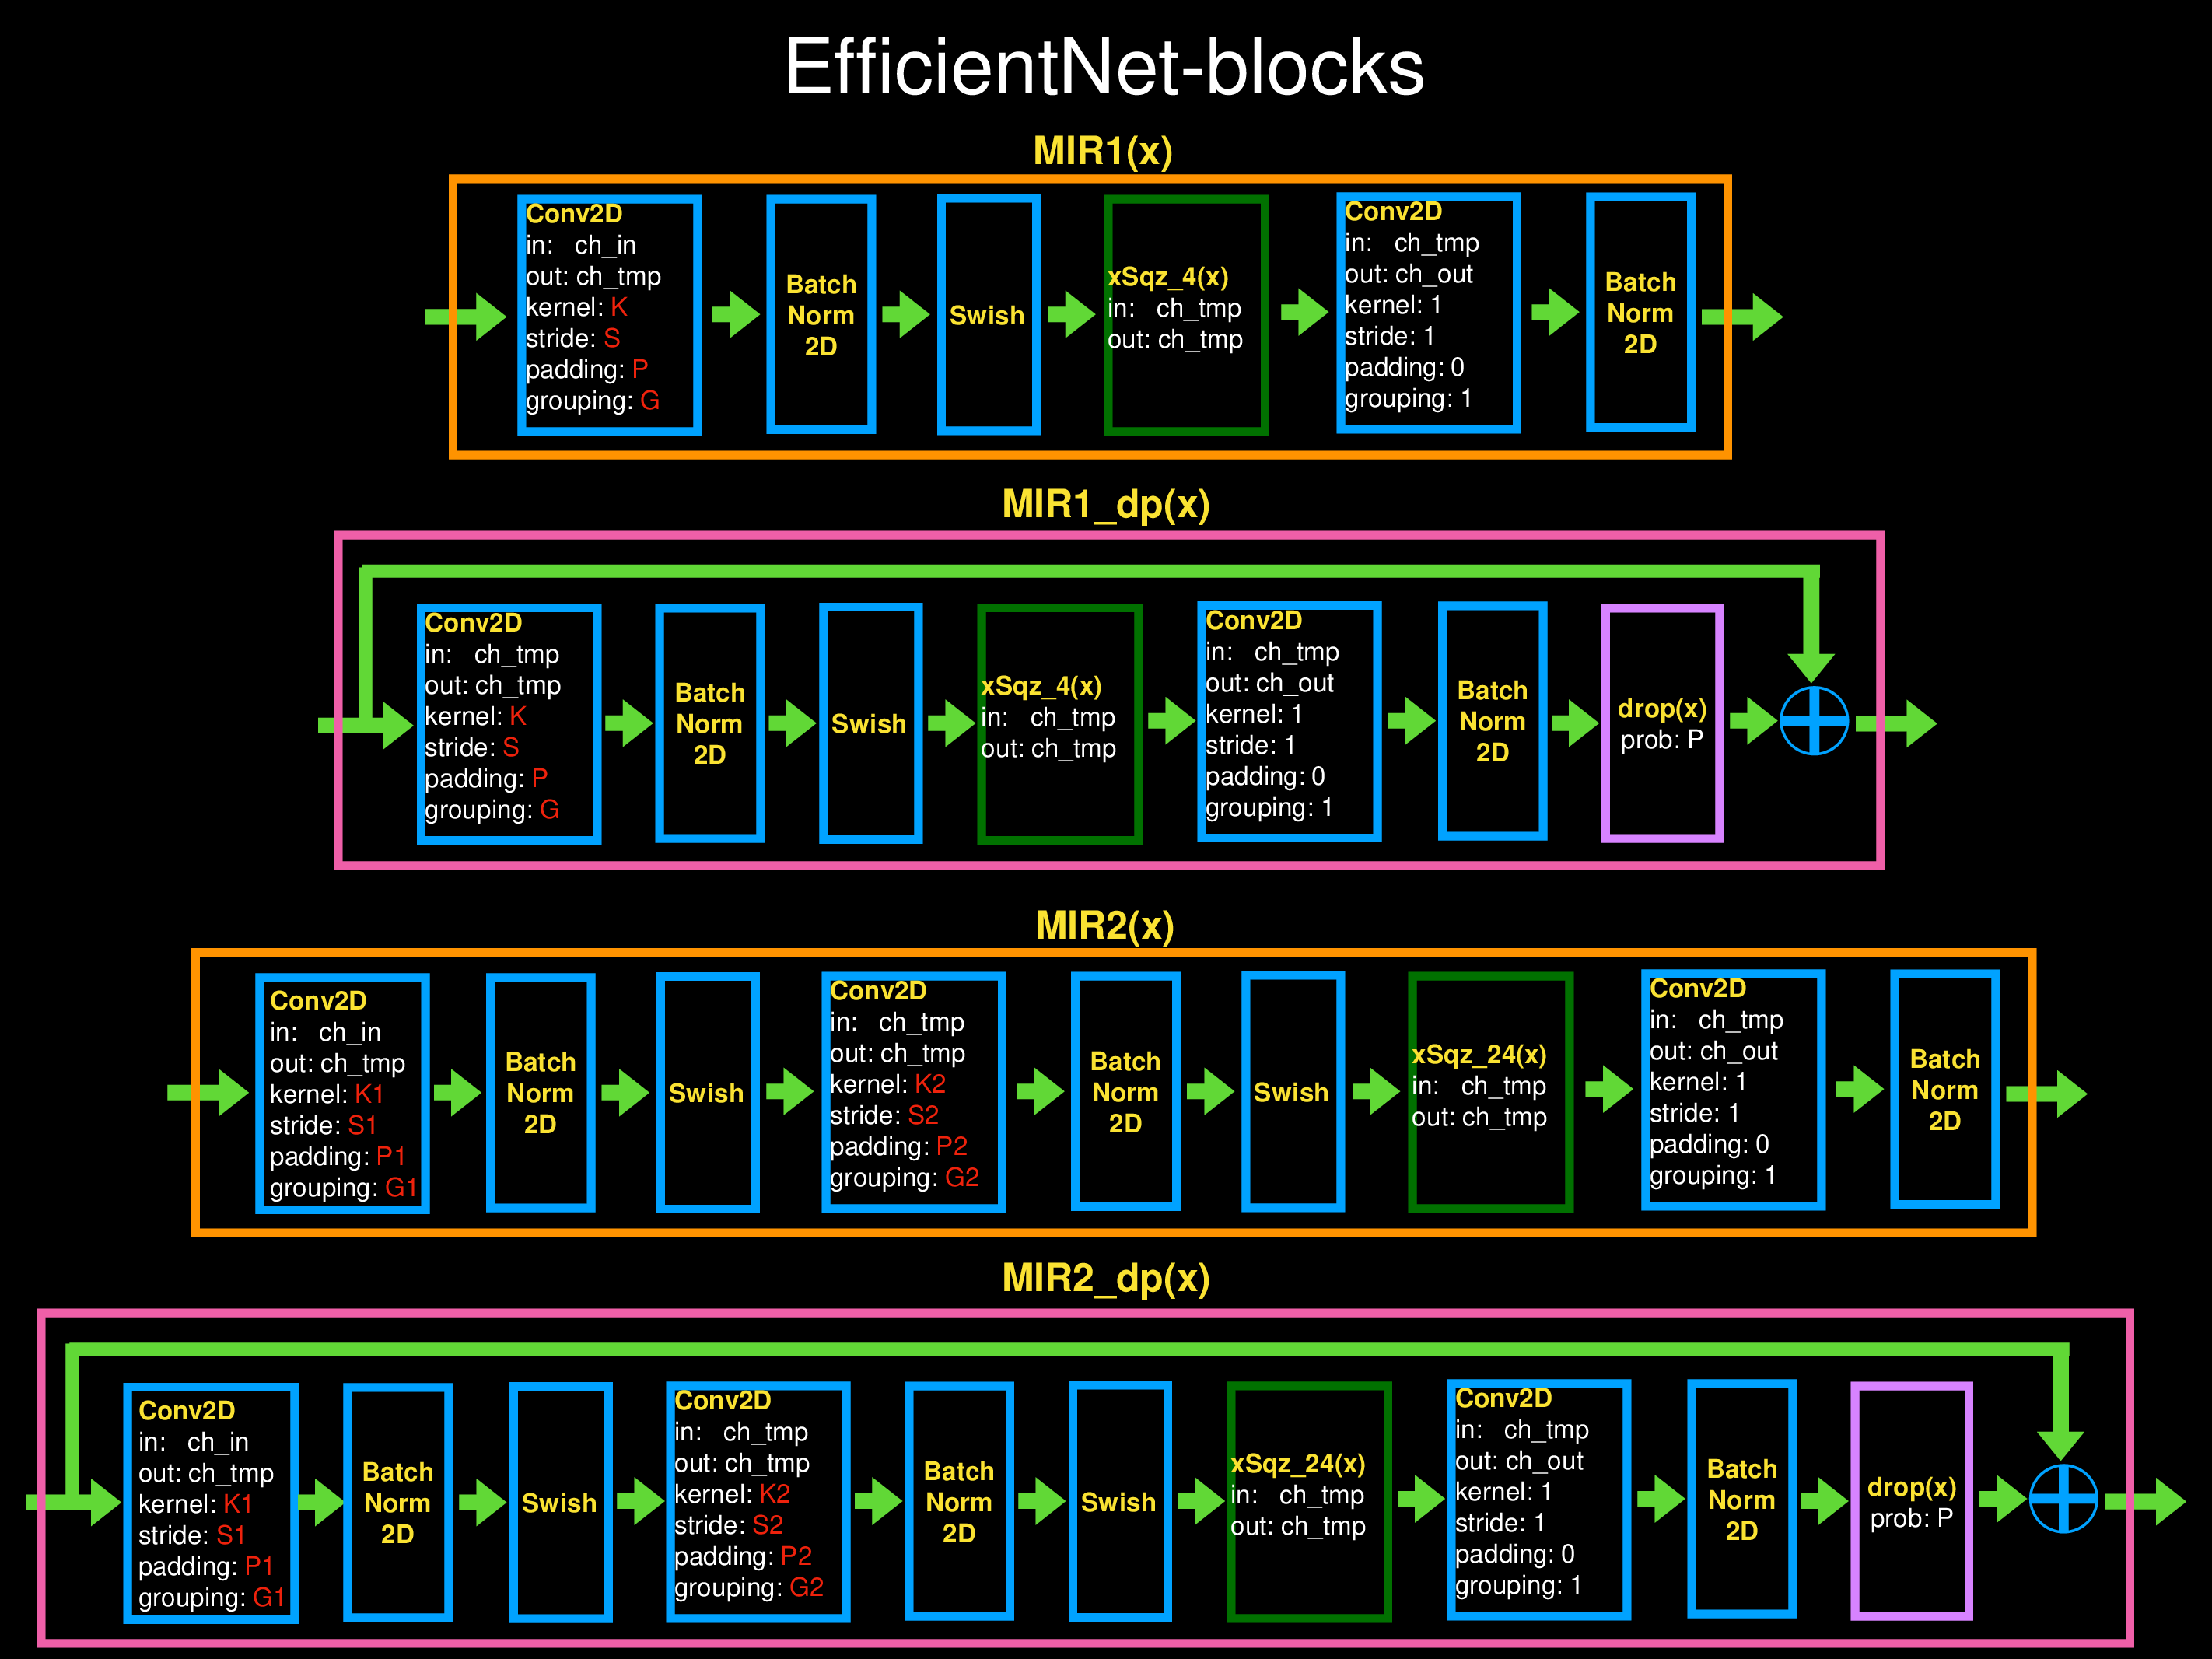 EfficientNet-blocks
MIR1(x)
Conv2D
in: ch_in
out: ch_tmp
kernel: K
stride: S
padding: P
grouping: G
Batch
Norm
2D
Swish
xSqz_4(x)
in: ch_tmp
out: ch_tmp
Conv2D
in: ch_tmp
out: ch_out
kernel: 1
stride: 1
padding: 0
grouping: 1
Batch
Norm
2D
MIR1_dp(x)
Conv2D
in: ch_tmp
out: ch_tmp
kernel: K
stride: S
padding: P
grouping: G
Batch
Norm
2D
Swish
xSqz_4(x)
in: ch_tmp
out: ch_tmp
Conv2D
in: ch_tmp
out: ch_out
kernel: 1
stride: 1
padding: 0
grouping: 1
Batch
Norm
2D
drop(x)
prob: P
MIR2(x)
Conv2D
in: ch_in
out: ch_tmp
kernel: K1
stride: S1
padding: P1
grouping: G1
Batch
Norm
2D
Swish
Conv2D
in: ch_tmp
out: ch_tmp
kernel: K2
stride: S2
padding: P2
grouping: G2
Batch
Norm
2D
Swish
xSqz_24(x)
in: ch_tmp
out: ch_tmp
Conv2D
in: ch_tmp
out: ch_out
kernel: 1
stride: 1
padding: 0
grouping: 1
Batch
Norm
2D
MIR2_dp(x)
Conv2D
in: ch_in
out: ch_tmp
kernel: K1
stride: S1
padding: P1
grouping: G1
Batch
Norm
2D
Swish
Conv2D
in: ch_tmp
out: ch_tmp
kernel: K2
stride: S2
padding: P2
grouping: G2
Batch
Norm
2D
Swish
xSqz_24(x)
in: ch_tmp
out: ch_tmp
Conv2D
in: ch_tmp
out: ch_out
kernel: 1
stride: 1
padding: 0
grouping: 1
Batch
Norm
2D
drop(x)
prob: P